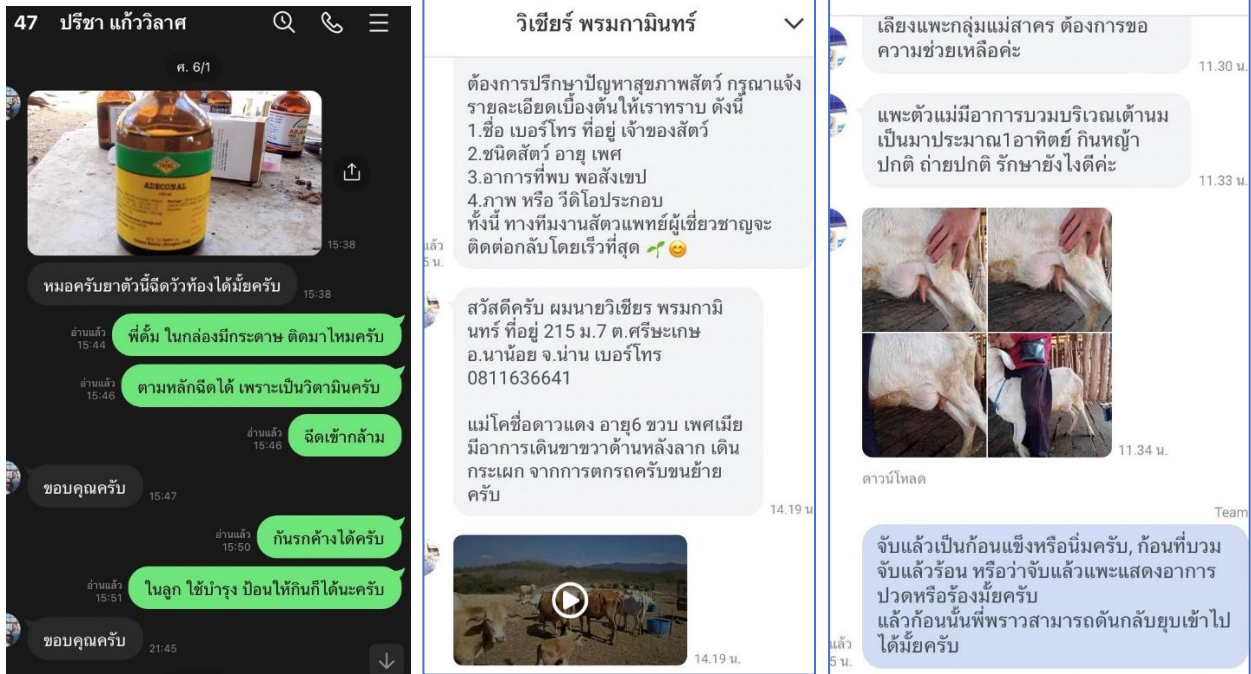 47 ปรีชา แก้ววิลาศ
ศ. 6/1
ADECONAL
15:38
หมอครับยาตัวนี้ฉีดวัวท้องได้มั้ยครับ
15:38
พี่ดั้ม ในกล่องมีกระดาษ ติดมาไหมครับ
อ่านแล้ว
15:44
ตามหลักฉีดได้ เพราะเป็นวิตามินครับ
อ่านแล้ว
15:46
ฉีดเข้ากล้าม
อ่านแล้ว
15:46
ขอบคุณครับ
15:47
กันรกค้างได้ครับ
อ่านแล้ว
15:50
ในลูก ใช้บำรุง ป้อนให้กินก็ได้นะครับ
อ่านแล้ว
15:51
ขอบคุณครับ
21:45
วิเชียร์ พรมกามินทร์
ต้องการปรึกษาปัญหาสุขภาพสัตว์ กรุณาแจ้ง
รายละเอียดเบื้องต้นให้เราทราบ ดังนี้
1.ชื่อ เบอร์โทร ที่อยู่ เจ้าของสัตว์
2.ชนิดสัตว์ อายุ เพศ
3.อาการที่พบ พอสังเขป
4.ภาพ หรือ วีดิโอประกอบ
ทั้งนี้ ทางทีมงานสัตวแพทย์ผู้เชี่ยวชาญจะ
ติดต่อกลับโดยเร็วที่สุด 🌱😊
แล้ว
5 น.
สวัสดีครับ ผมนายวิเชียร พรมกามิ
นทร์ ที่อยู่ 215 ม.7 ต.ศรีษะเกษ
อ.นาน้อย จ.น่าน เบอร์โทร
0811636641
แม่โคชื่อดาวแดง อายุ6 ขวบ เพศเมีย
มีอาการเดินขาขวาด้านหลังลาก เดิน
กระเผก จากการตกรถครับขนย้าย
ครับ
14.19 น
14.19 น.
เลี้ยงแพะกลุ่มแม่สาคร ต้องการขอ
ความช่วยเหลือค่ะ
11.30 น.
แพะตัวแม่มีอาการบวมบริเวณเต้านม
เป็นมาประมาณ1อาทิตย์ กินหญ้า
ปกติ ถ่ายปกติ รักษายังไงดีค่ะ
11.33 น.
11.34 น.
ดาวน์โหลด
Team
จับแล้วเป็นก้อนแข็งหรือนิ่มครับ, ก้อนที่บวม
จับแล้วร้อน หรือว่าจับแล้วแพะแสดงอาการ
ปวดหรือร้องมั้ยครับ
แล้วก้อนนั้นพี่พราวสามารถดันกลับยุบเข้าไป
ได้มั้ยครับ
แล้ว
5 น.